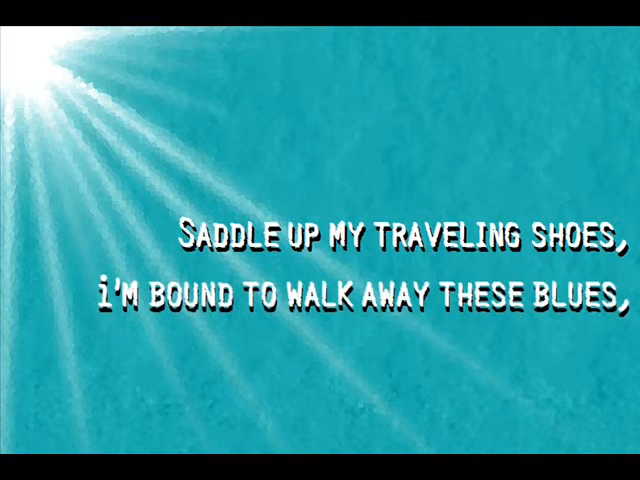 Saddle up my traveling shoes,
i'm bound to walk away these blues,